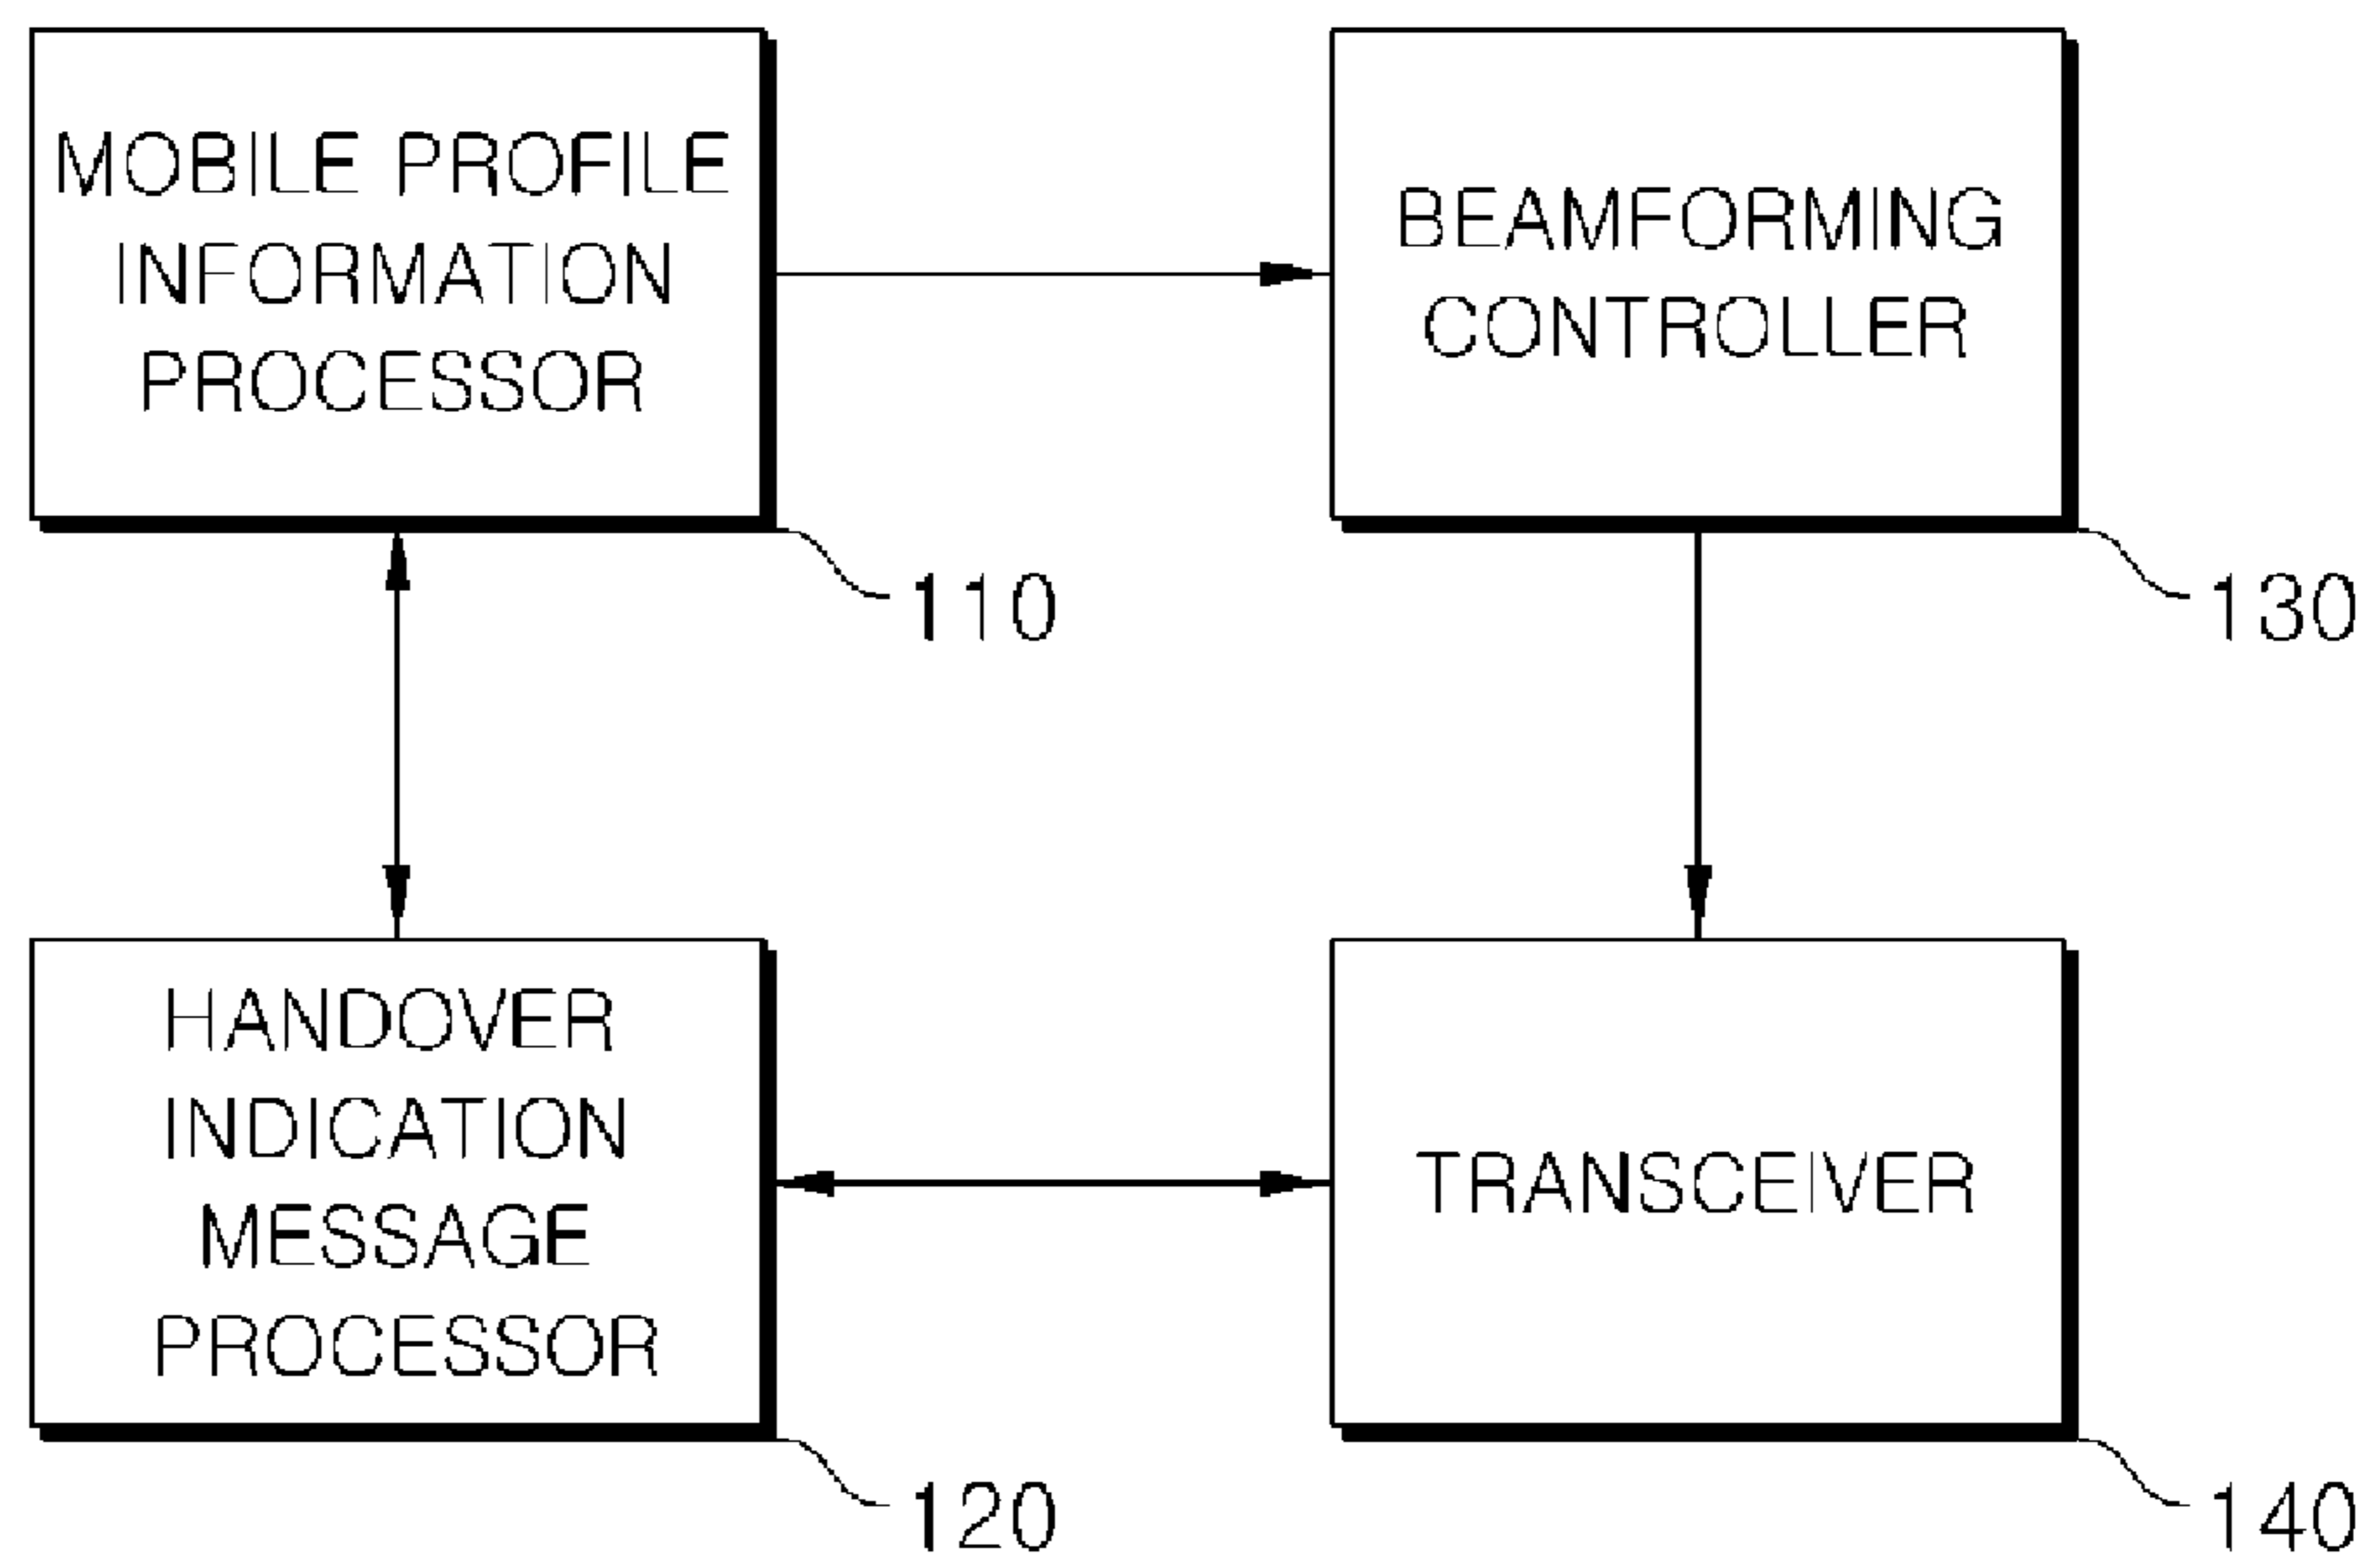 MOBILE PROFILE
INFORMATION
PROCESSOR
110
BEAMFORMING
CONTROLLER
130
HANDOVER
INDICATION
MESSAGE
PROCESSOR
120
TRANSCEIVER
140